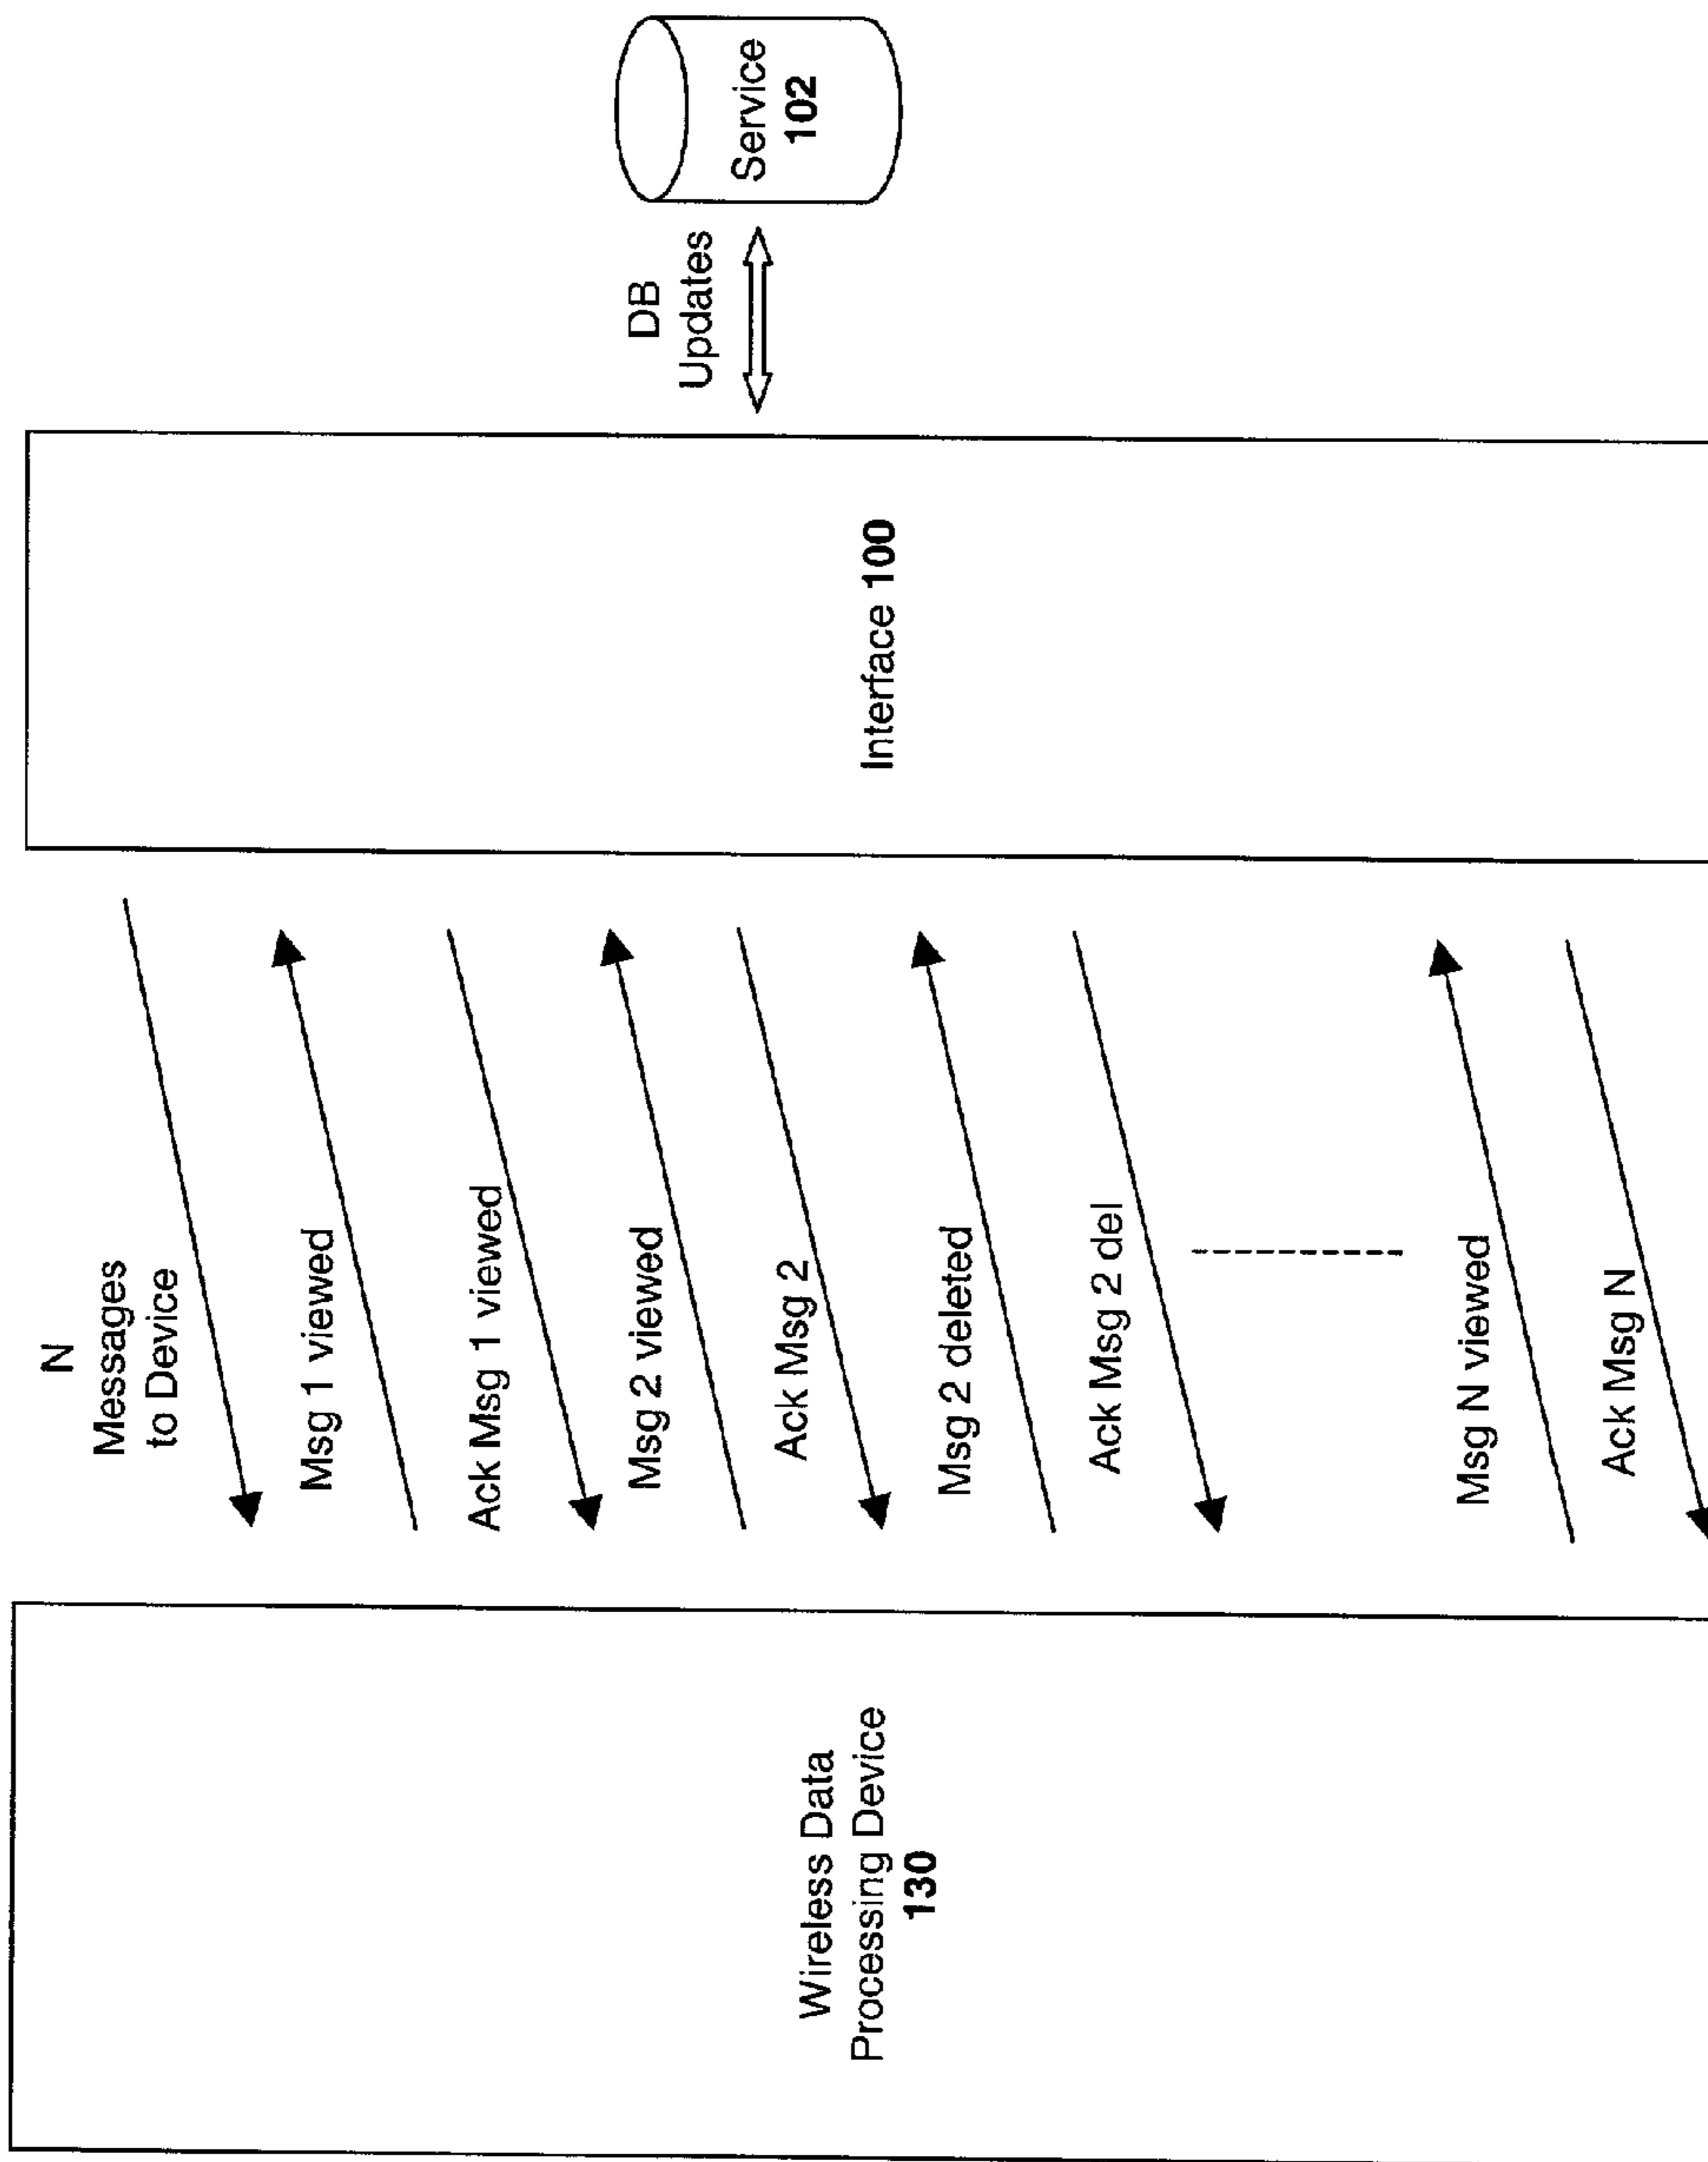 N
Messages
to Device
Msg 1 viewed
Ack Msg 1 viewed
Msg 2 viewed
Ack Msg 2
Msg 2 deleted
Ack Msg 2 del
Msg N viewed
Ack Msg N
Wireless Data
Processing Device
130
Interface 100
DB
Updates
Service
102